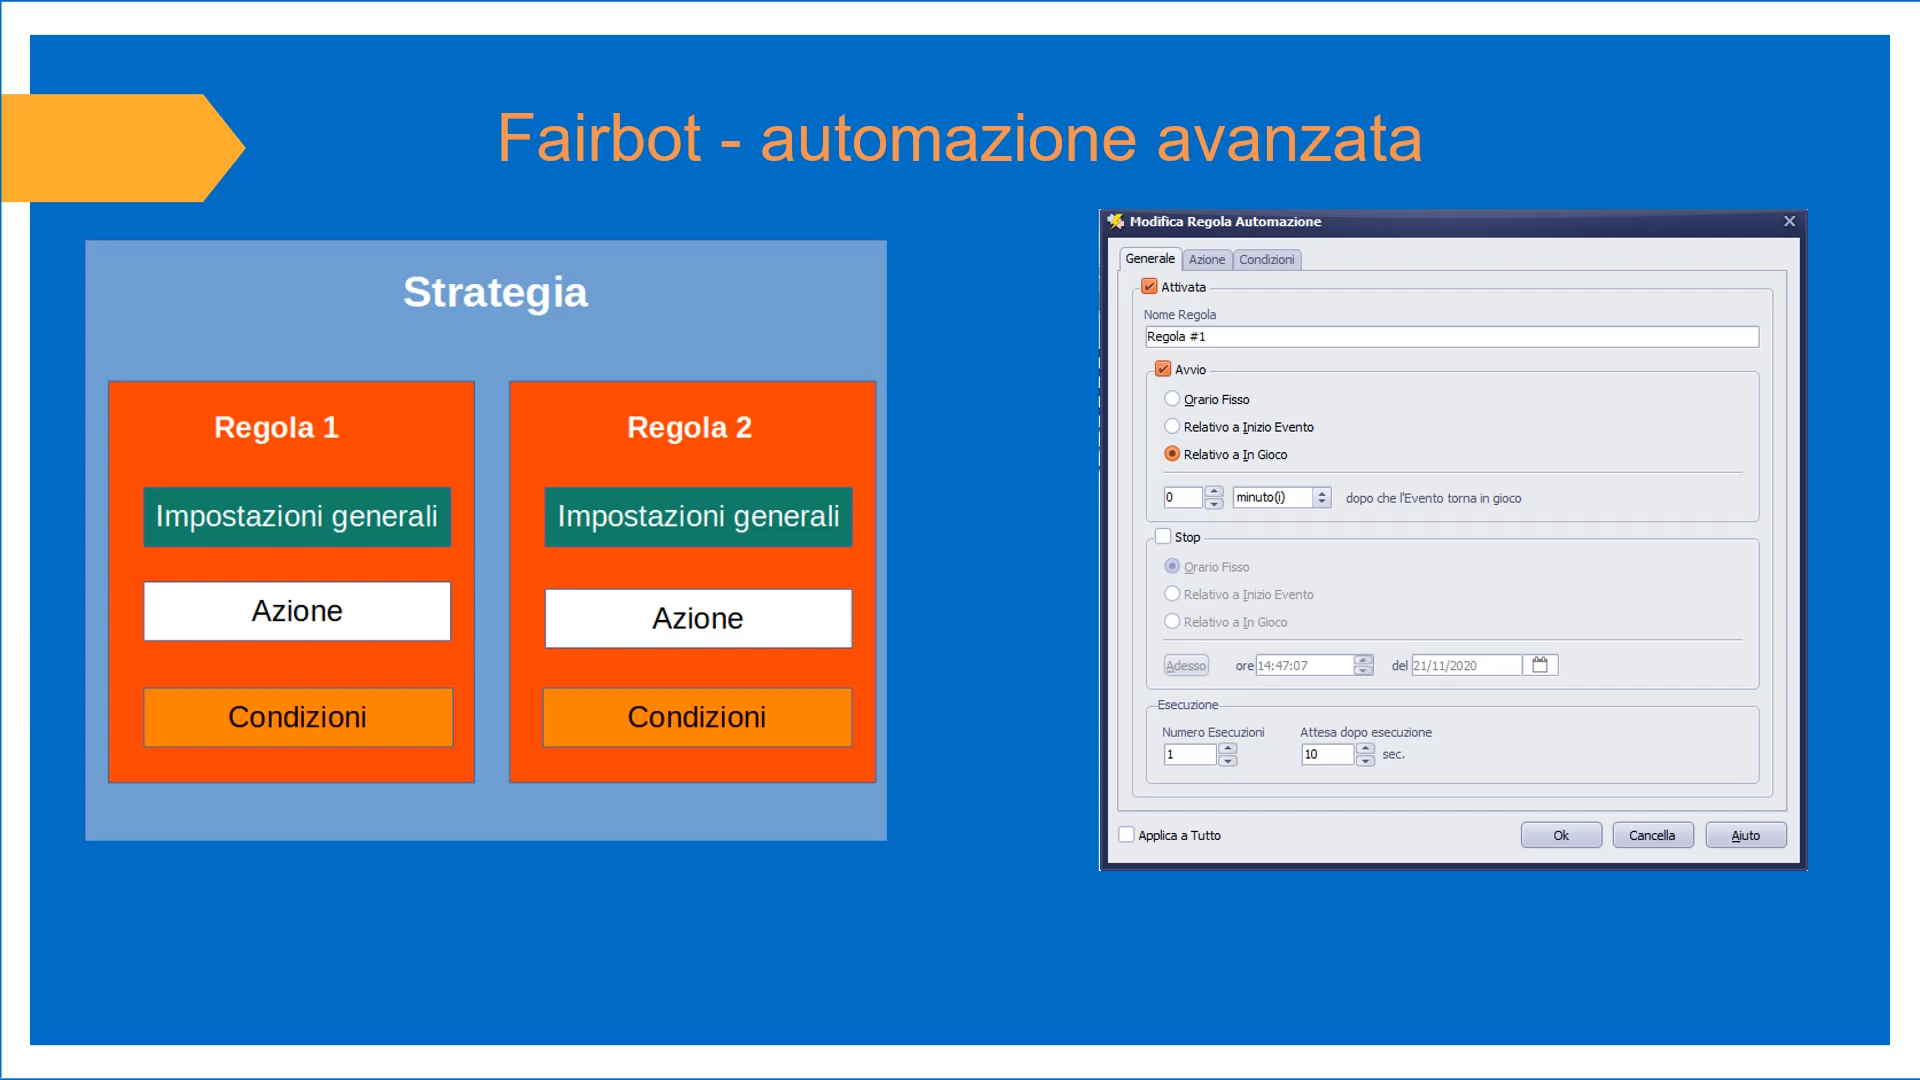 Fairbot - automazione avanzata
Strategia
Regola 1
Impostazioni generali
Azione
Condizioni
Regola 2
Impostazioni generali
Azione
Condizioni
Modifica Regola Automazione
Generale Azione Condizioni
Attivata
Nome Regola
Regola #1
Avvio
Orario Fisso
Relativo a Inizio Evento
Relativo a In Gioco
0 minuto(i) dopo che l'Evento torna in gioco
Stop
Orario Fisso
Relativo a Inizio Evento
Relativo a In Gioco
Adesso ore 14:47:07 del 21/11/2020
Esecuzione
Numero Esecuzioni Attesa dopo esecuzione
1 10 sec.
Applica a Tutto Ok Cancella Aiuto